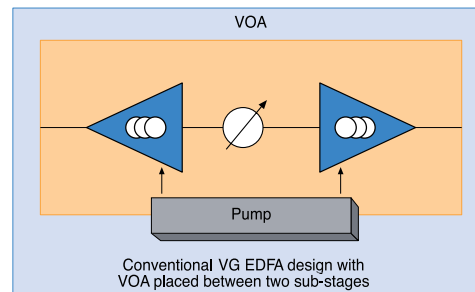 VOA
Pump
Conventional VG EDFA design with
VOA placed between two sub-stages